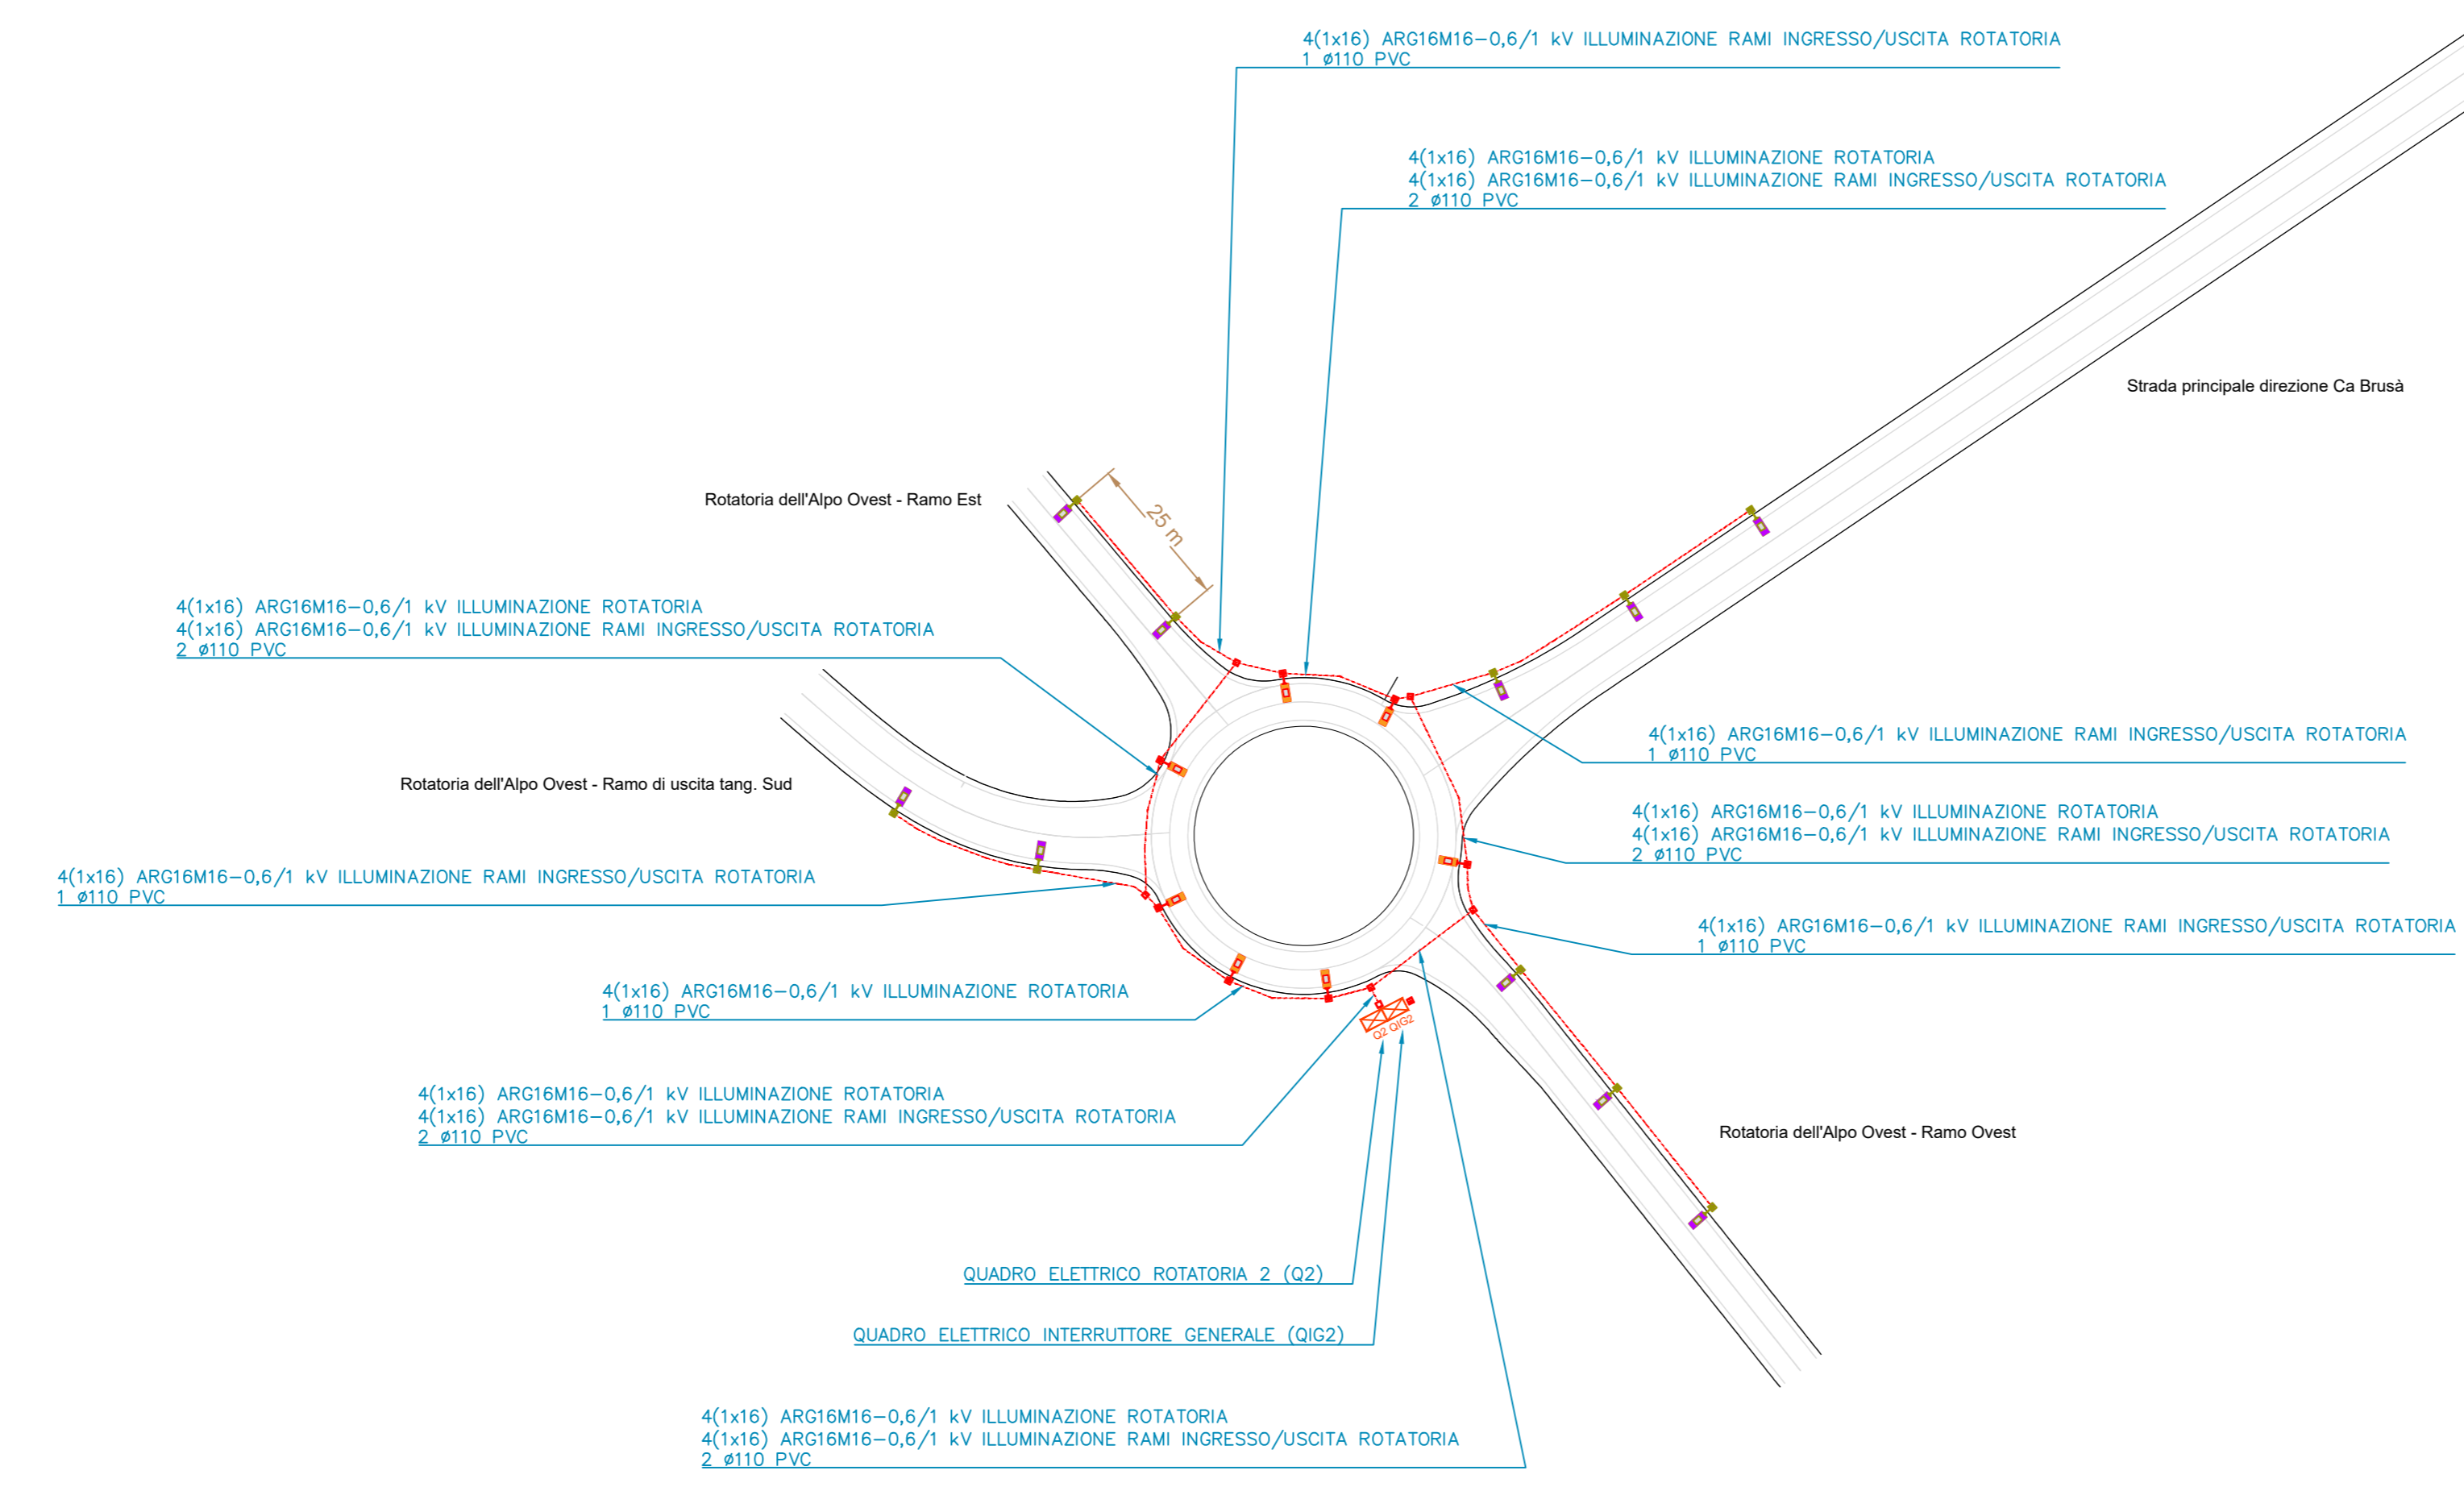 4(1x16) ARG16M16-0,6/1 kV ILLUMINAZIONE RAMI INGRESSO/USCITA ROTATORIA
1 ø110 PVC
4(1x16) ARG16M16-0,6/1 kV ILLUMINAZIONE ROTATORIA
4(1x16) ARG16M16-0,6/1 kV ILLUMINAZIONE RAMI INGRESSO/USCITA ROTATORIA
2 ø110 PVC
Strada principale direzione Ca Brusà
Rotatoria dell'Alpo Ovest - Ramo Est
25 m
4(1x16) ARG16M16-0,6/1 kV ILLUMINAZIONE ROTATORIA
4(1x16) ARG16M16-0,6/1 kV ILLUMINAZIONE RAMI INGRESSO/USCITA ROTATORIA
2 ø110 PVC
4(1x16) ARG16M16-0,6/1 kV ILLUMINAZIONE RAMI INGRESSO/USCITA ROTATORIA
1 ø110 PVC
Rotatoria dell'Alpo Ovest - Ramo di uscita tang. Sud
4(1x16) ARG16M16-0,6/1 kV ILLUMINAZIONE ROTATORIA
4(1x16) ARG16M16-0,6/1 kV ILLUMINAZIONE RAMI INGRESSO/USCITA ROTATORIA
2 ø110 PVC
4(1x16) ARG16M16-0,6/1 kV ILLUMINAZIONE RAMI INGRESSO/USCITA ROTATORIA
1 ø110 PVC
4(1x16) ARG16M16-0,6/1 kV ILLUMINAZIONE RAMI INGRESSO/USCITA ROTATORIA
1 ø110 PVC
4(1x16) ARG16M16-0,6/1 kV ILLUMINAZIONE ROTATORIA
1 ø110 PVC
Q2 QIG2
4(1x16) ARG16M16-0,6/1 kV ILLUMINAZIONE ROTATORIA
4(1x16) ARG16M16-0,6/1 kV ILLUMINAZIONE RAMI INGRESSO/USCITA ROTATORIA
2 ø110 PVC
Rotatoria dell'Alpo Ovest - Ramo Ovest
QUADRO ELETTRICO ROTATORIA 2 (Q2)
QUADRO ELETTRICO INTERRUTTORE GENERALE (QIG2)
4(1x16) ARG16M16-0,6/1 kV ILLUMINAZIONE ROTATORIA
4(1x16) ARG16M16-0,6/1 kV ILLUMINAZIONE RAMI INGRESSO/USCITA ROTATORIA
2 ø110 PVC